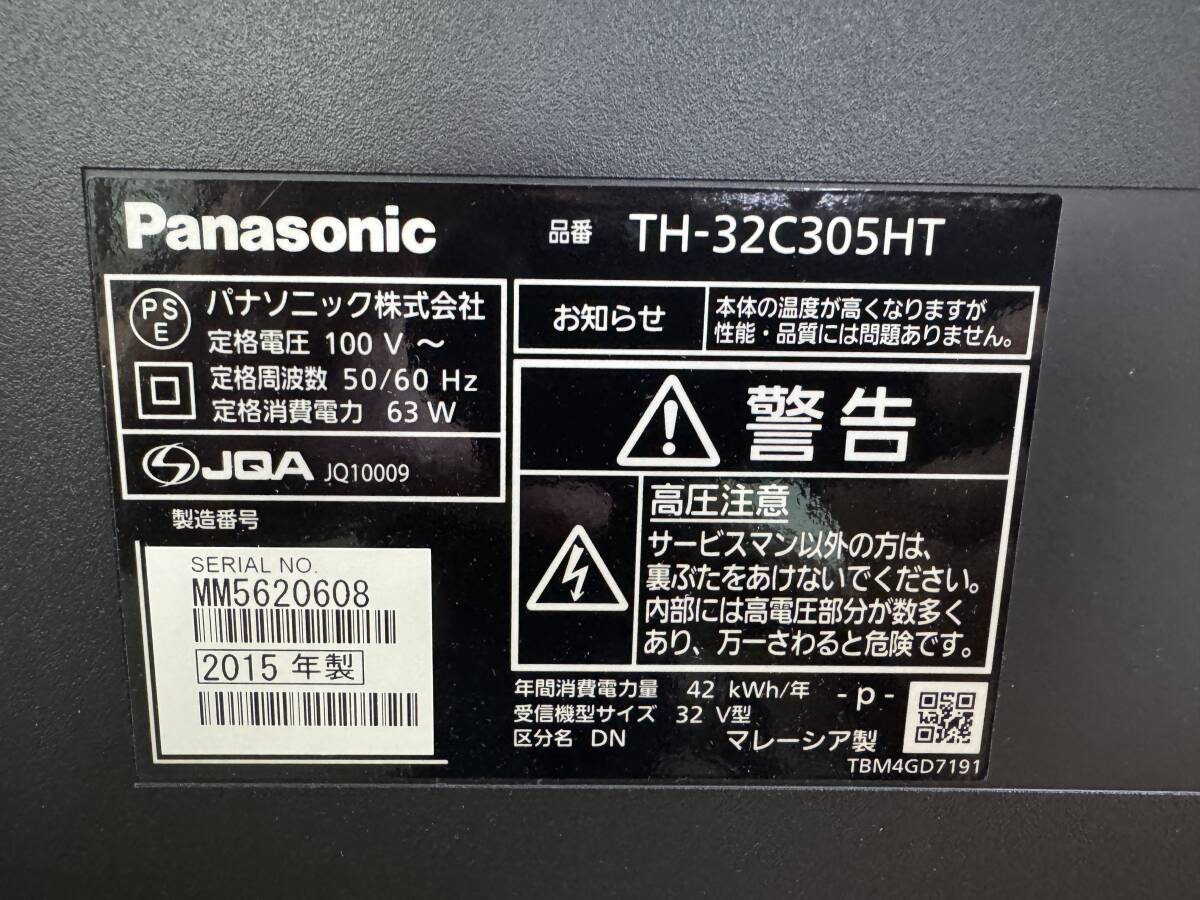 Panasonic
品番 TH-32C305HT
PS
E
パナソニック株式会社
定格電圧 100 V ～
定格周波数 50/60 Hz
定格消費電力 63 W
JQA JQ10009
製造番号
SERIAL NO.
MM5620608
2015 年製
お知らせ
本体の温度が高くなりますが
性能・品質には問題ありません。
警告
高圧注意
サービスマン以外の方は、
裏ぶたをあけないでください。
内部には高電圧部分が数多く
あり、万一さわると危険です。
年間消費電力量 42 kWh/年 - p -
受信機型サイズ 32 V型
区分名 DN マレーシア製
TBM4GD7191